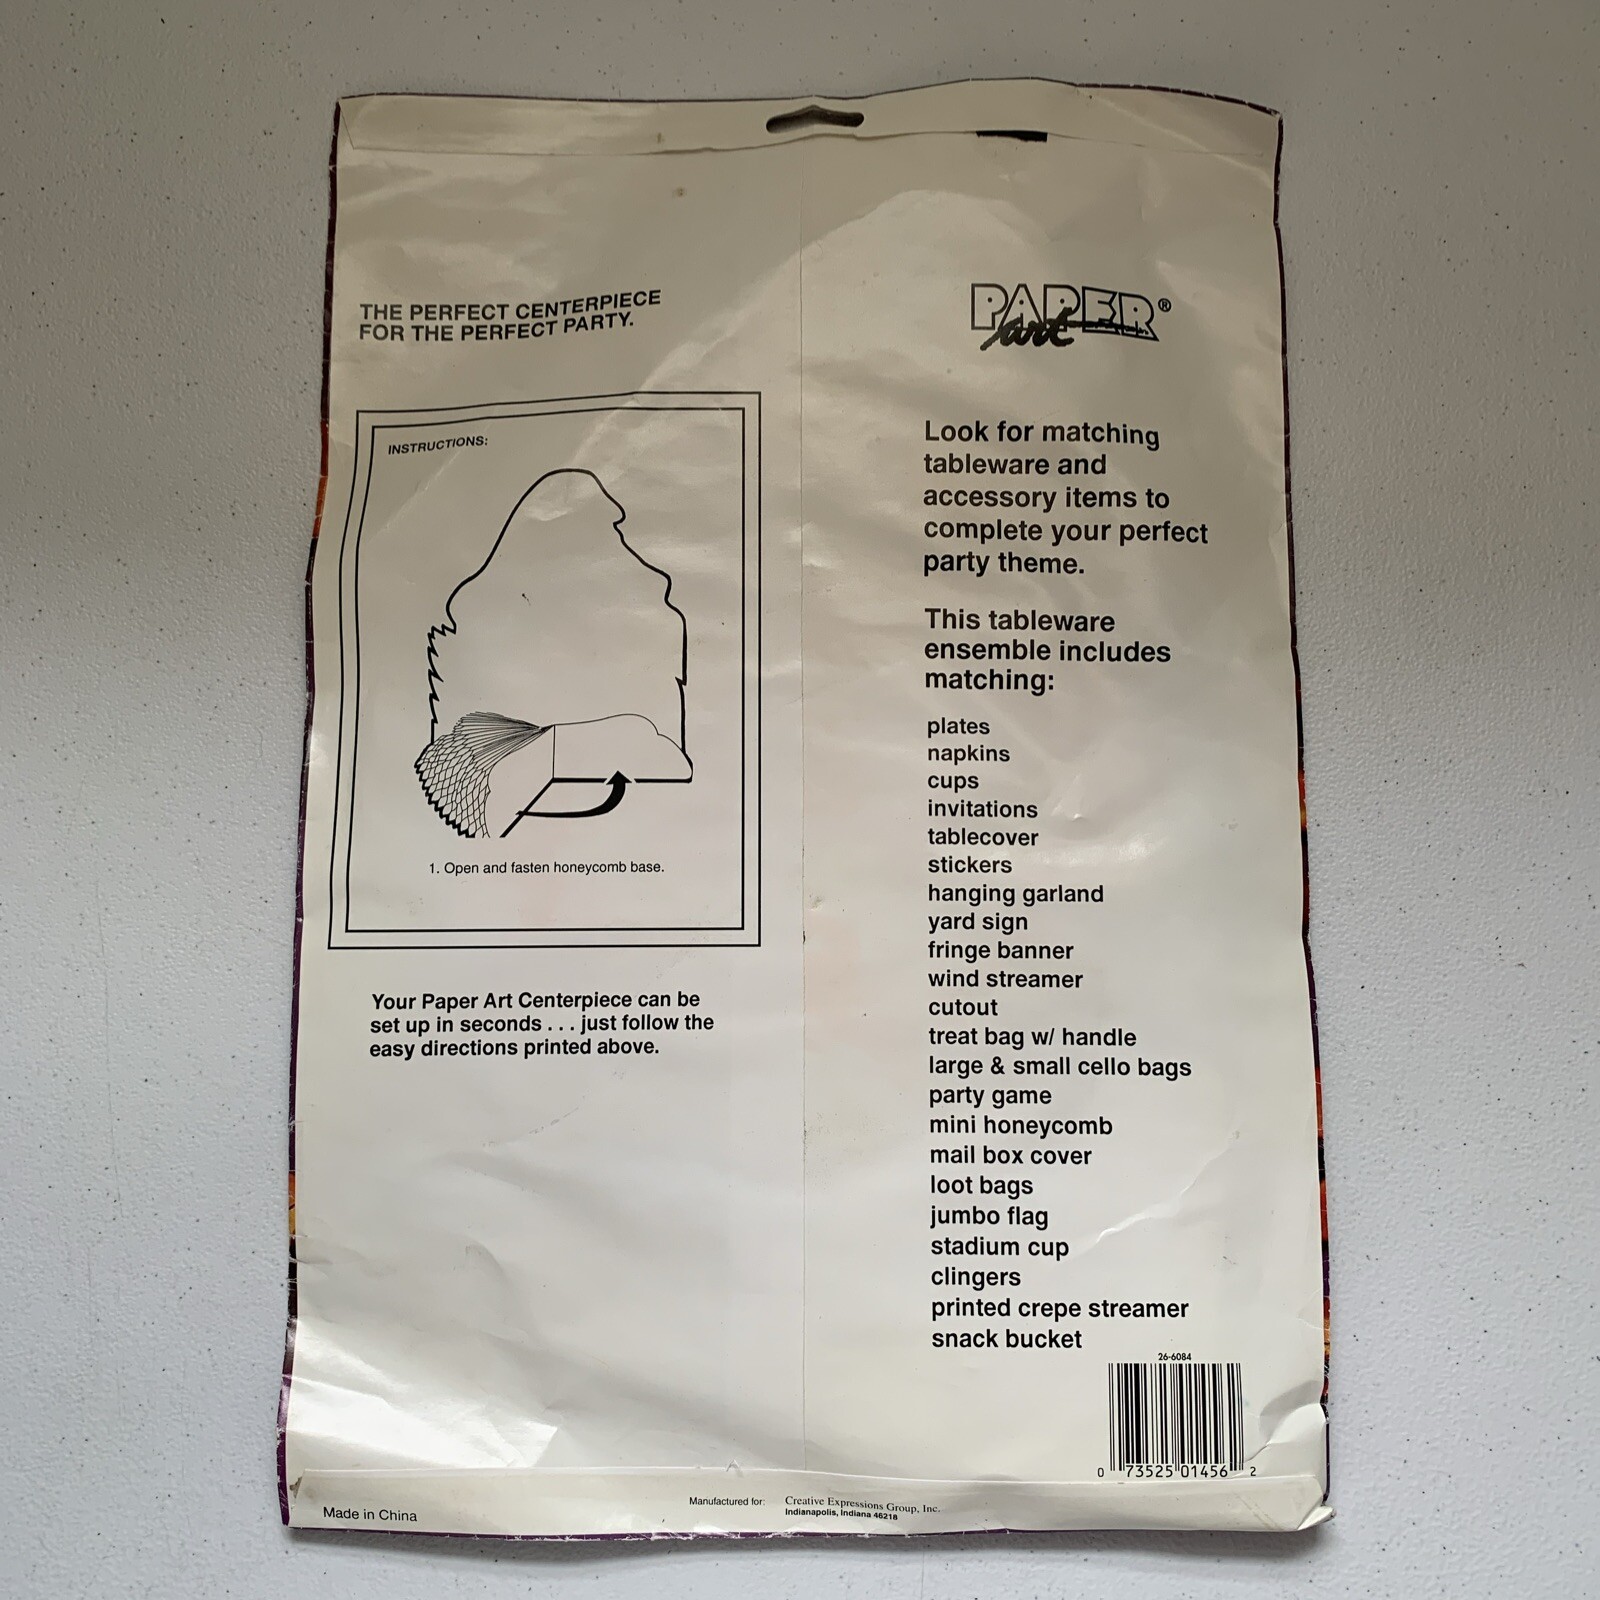 THE PERFECT CENTERPIECE
FOR THE PERFECT PARTY.
INSTRUCTIONS:
1. Open and fasten honeycomb base.
Your Paper Art Centerpiece can be
set up in seconds . . . just follow the
easy directions printed above.
PAPER®
art
Look for matching
tableware and
accessory items to
complete your perfect
party theme.
This tableware
ensemble includes
matching:
plates
napkins
cups
invitations
tablecover
stickers
hanging garland
yard sign
fringe banner
wind streamer
cutout
treat bag w/ handle
large & small cello bags
party game
mini honeycomb
mail box cover
loot bags
jumbo flag
stadium cup
clingers
printed crepe streamer
snack bucket
26-6084
0 73525 01456 2
Made in China
Manufactured for: Creative Expressions Group, Inc.
Indianapolis, Indiana 46218